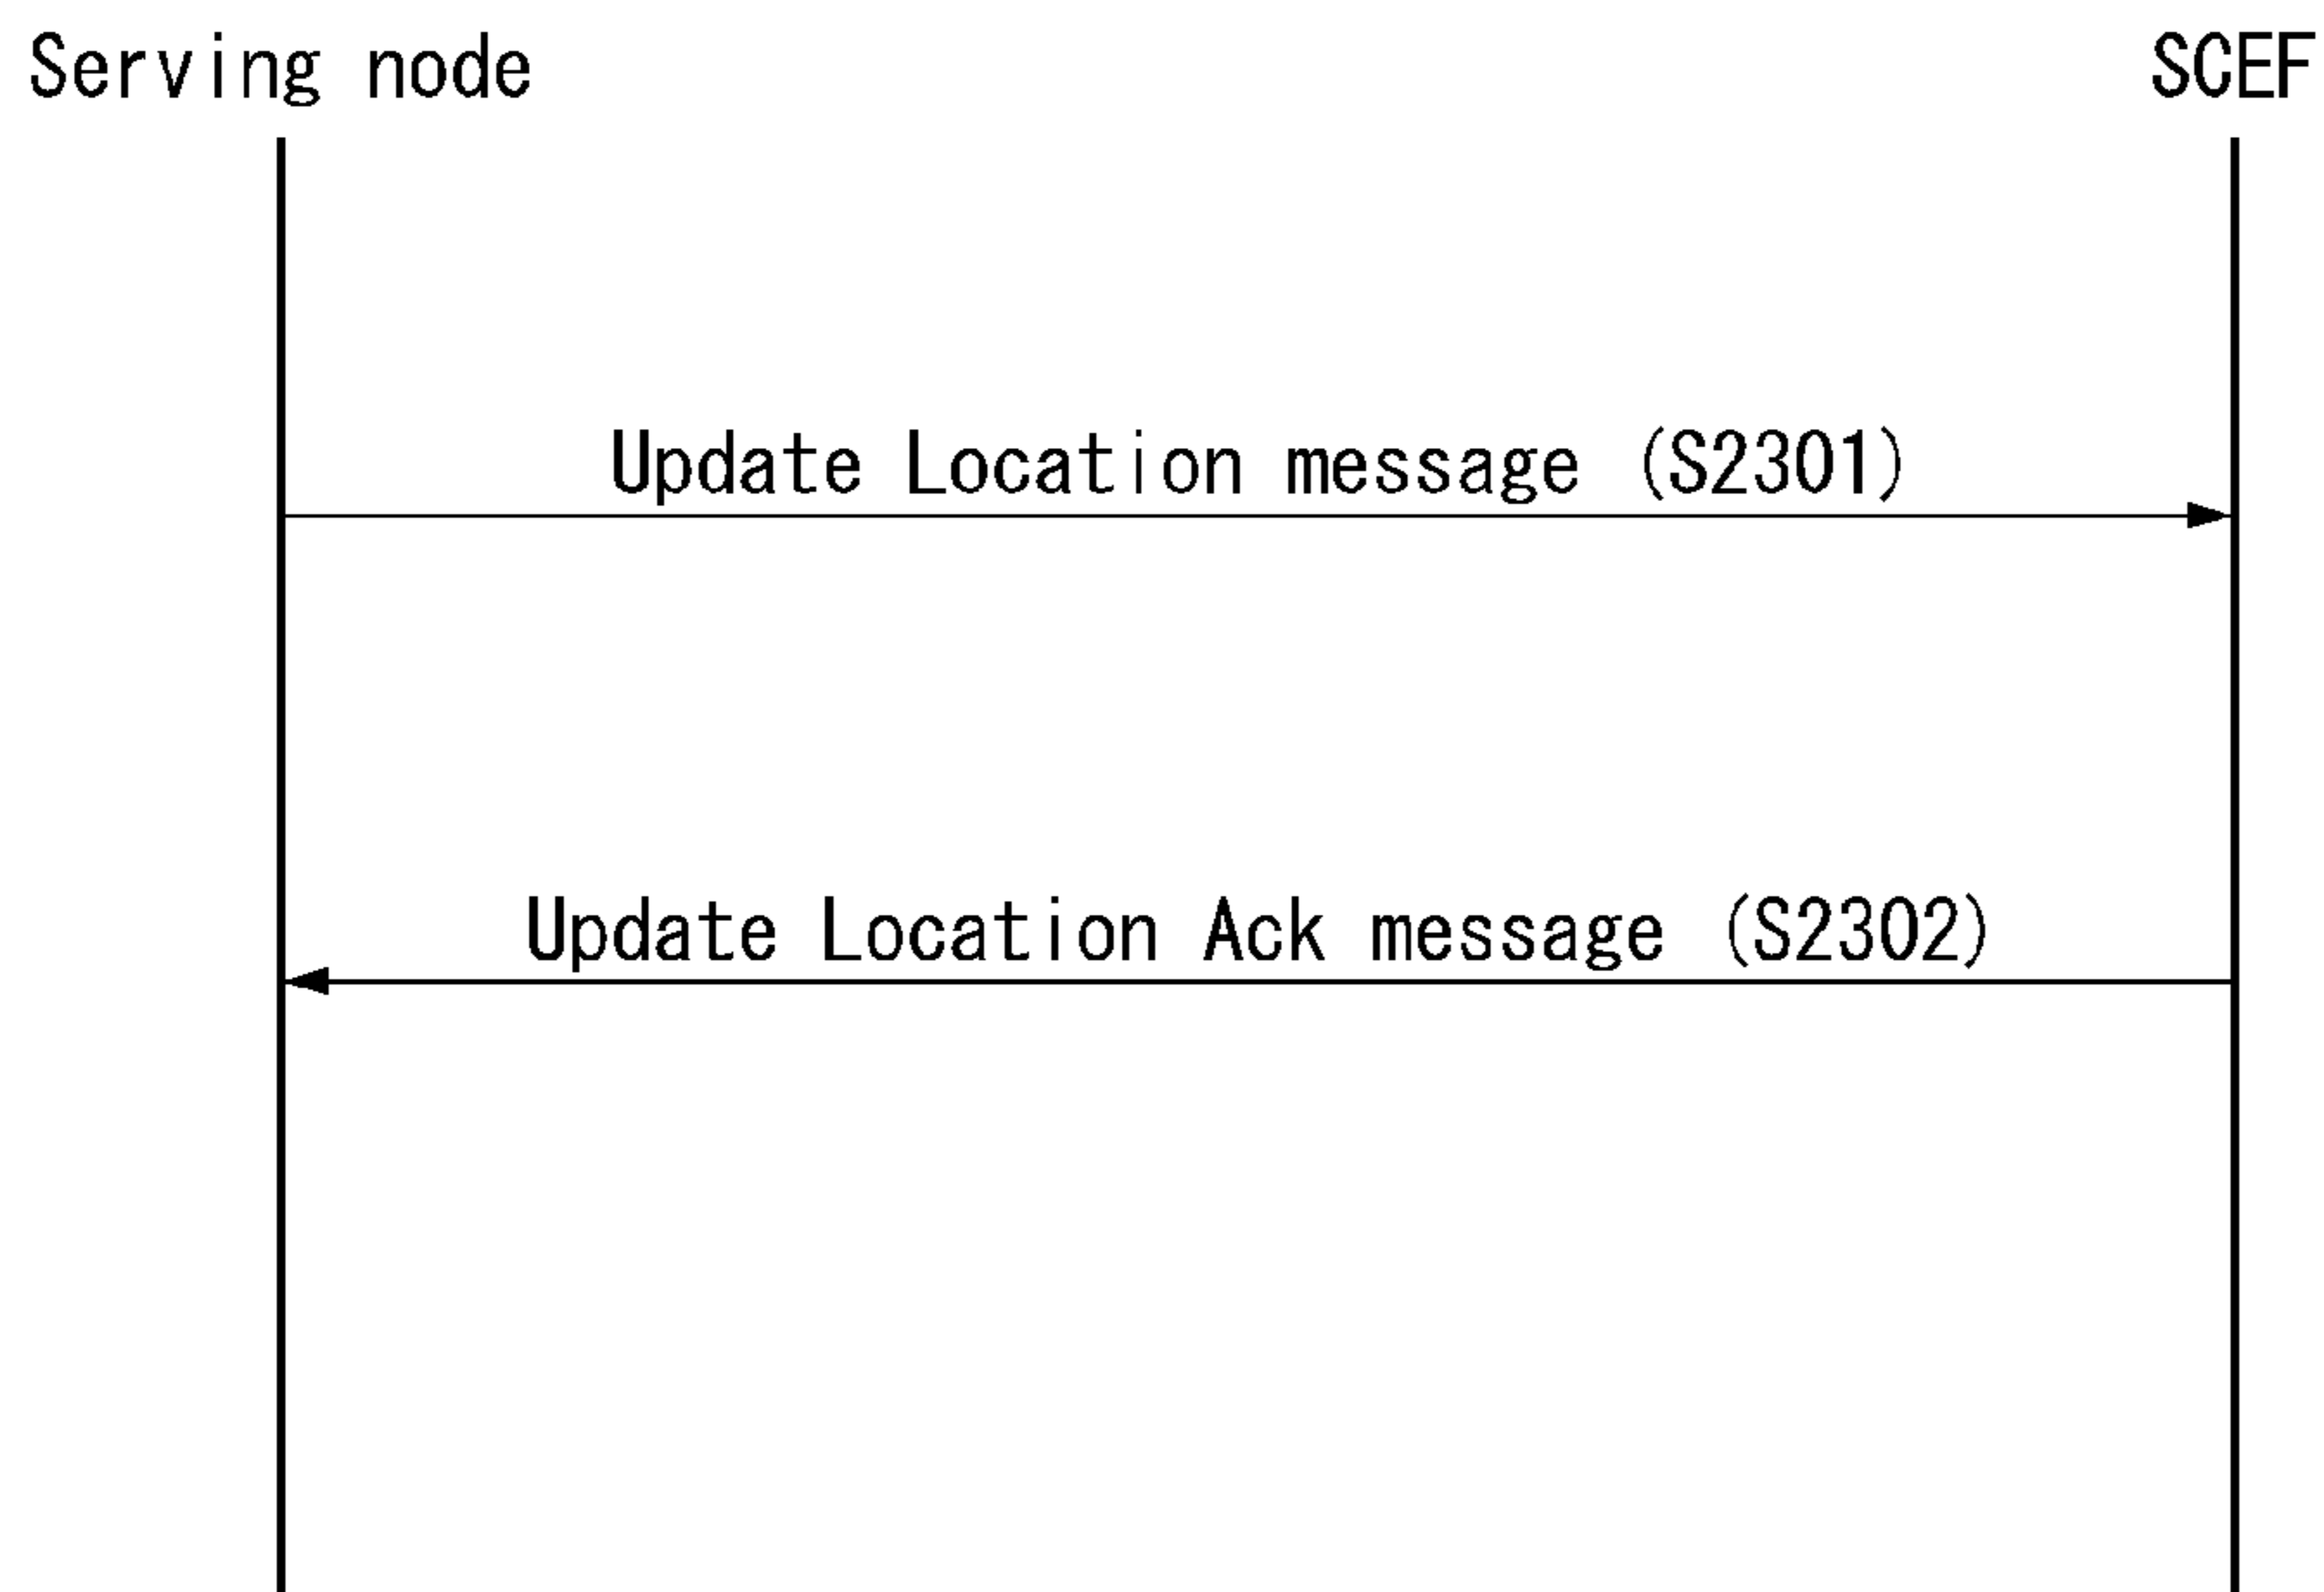 Serving node
SCEF
Update Location message (S2301)
Update Location Ack message (S2302)